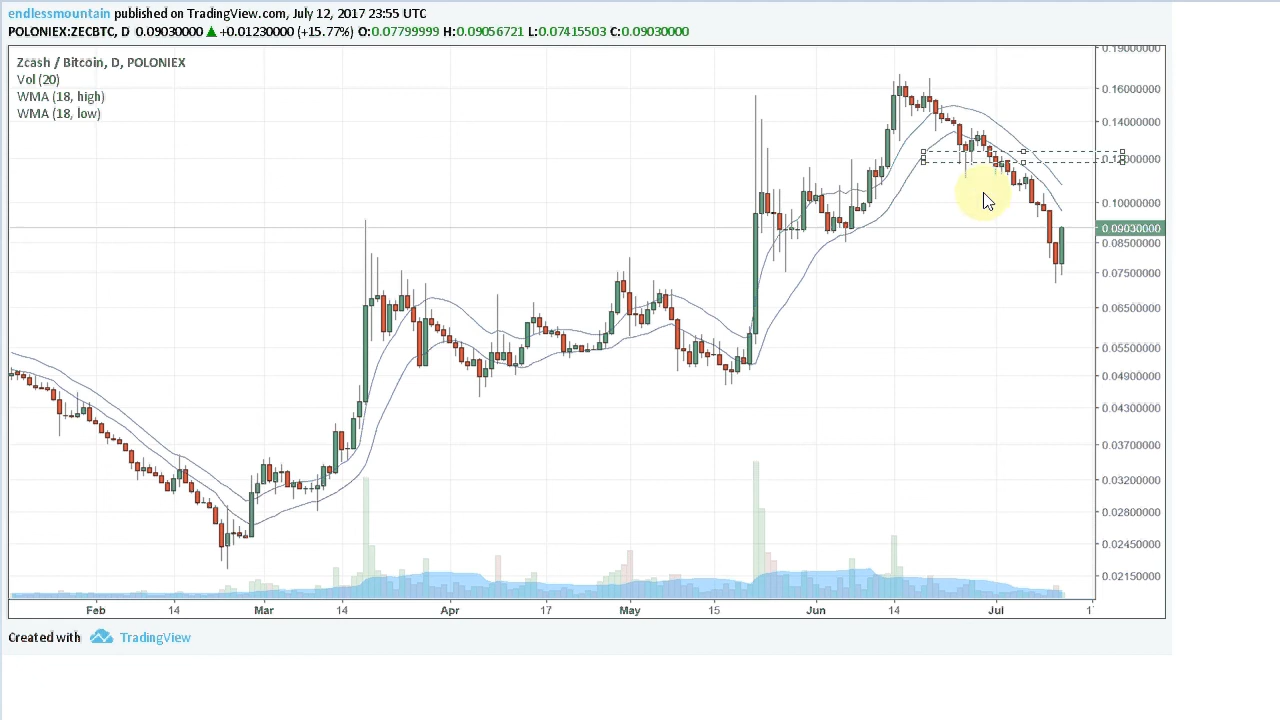 endlessmountain published on TradingView.com, July 12, 2017 23:55 UTC
POLONIEX:ZECBTC, D 0.09030000 ▲ +0.01230000 (+15.77%) O:0.07799999 H:0.09056721 L:0.07415503 C:0.09030000
Zcash / Bitcoin, D, POLONIEX
Vol (20)
WMA (18, high)
WMA (18, low)
0.19000000
0.16000000
0.14000000
0.12000000
0.10000000
0.09030000
0.08500000
0.07500000
0.06500000
0.05500000
0.04900000
0.04300000
0.03700000
0.03200000
0.02800000
0.02450000
0.02150000
Feb 14 Mar 14 Apr 17 May 15 Jun 14 Jul
Created with TradingView